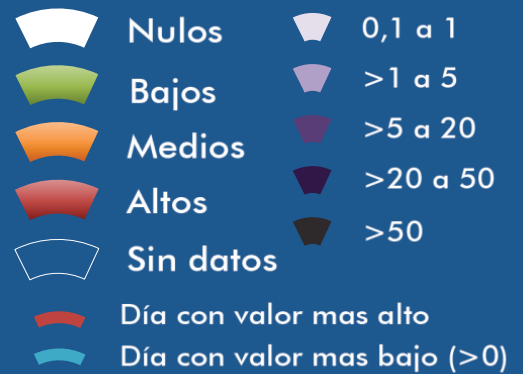 Nulos
Bajos
Medios
Altos
Sin datos
0,1 a 1
>1 a 5
>5 a 20
>20 a 50
>50
Día con valor mas alto
Día con valor mas bajo (>0)